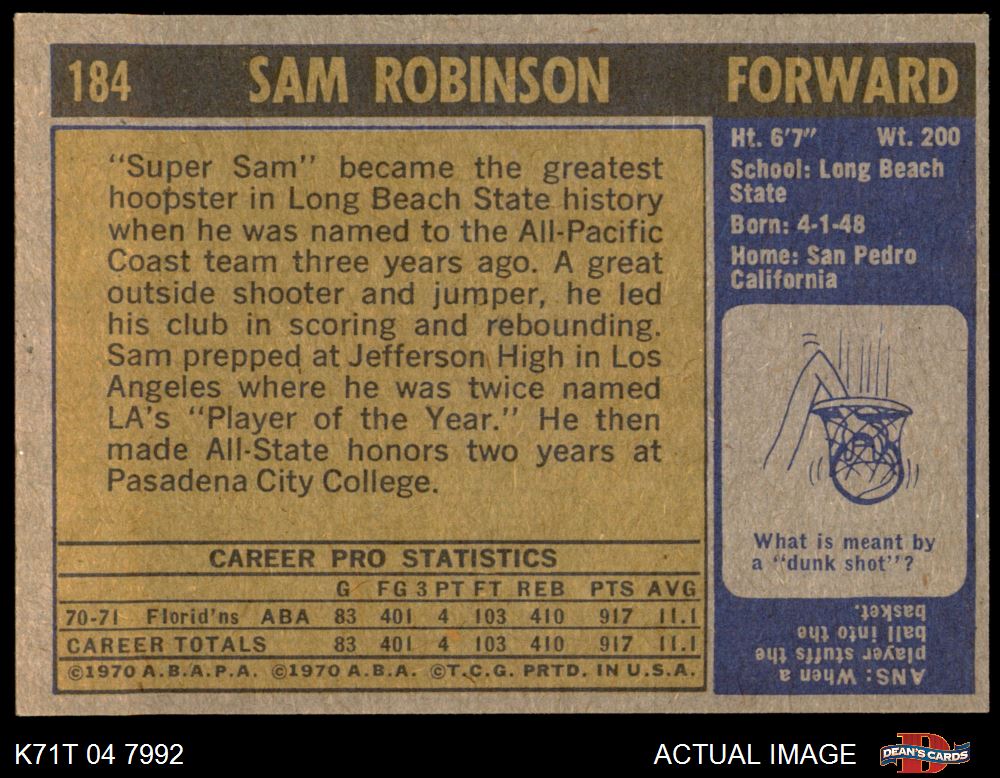 184 SAM ROBINSON FORWARD
"Super Sam" became the greatest
hoopster in Long Beach State history
when he was named to the All-Pacific
Coast team three years ago. A great
outside shooter and jumper, he led
his club in scoring and rebounding.
Sam prepped at Jefferson High in Los
Angeles where he was twice named
LA's "Player of the Year." He then
made All-State honors two years at
Pasadena City College.
CAREER PRO STATISTICS
G FG 3 PT FT REB PTS AVG
70-71 Florid'ns ABA 83 401 4 103 410 917 11.1
CAREER TOTALS 83 401 4 103 410 917 11.1
©1970 A.B.A.P.A. ©1970 A.B.A. ©T.C.G. PRTD. IN U.S.A.
Ht. 6'7" Wt. 200
School: Long Beach
State
Born: 4-1-48
Home: San Pedro
California
What is meant by
a "dunk shot"?
ANS: When a
player stuffs the
ball into the
basket.
K71T 04 7992 ACTUAL IMAGE DEAN'S CARDS